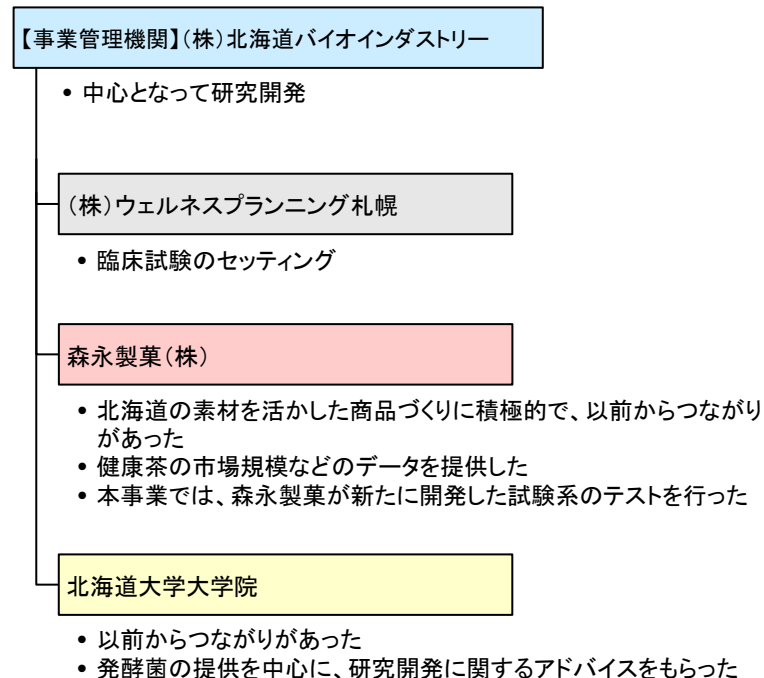 【事業管理機関】（株）北海道バイオインダストリー
• 中心となって研究開発
（株）ウェルネスプランニング札幌
• 臨床試験のセッティング
森永製菓（株）
• 北海道の素材を活かした商品づくりに積極的で、以前からつながり
があった
• 健康茶の市場規模などのデータを提供した
• 本事業では、森永製菓が新たに開発した試験系のテストを行った
北海道大学大学院
• 以前からつながりがあった
• 発酵菌の提供を中心に、研究開発に関するアドバイスをもらった